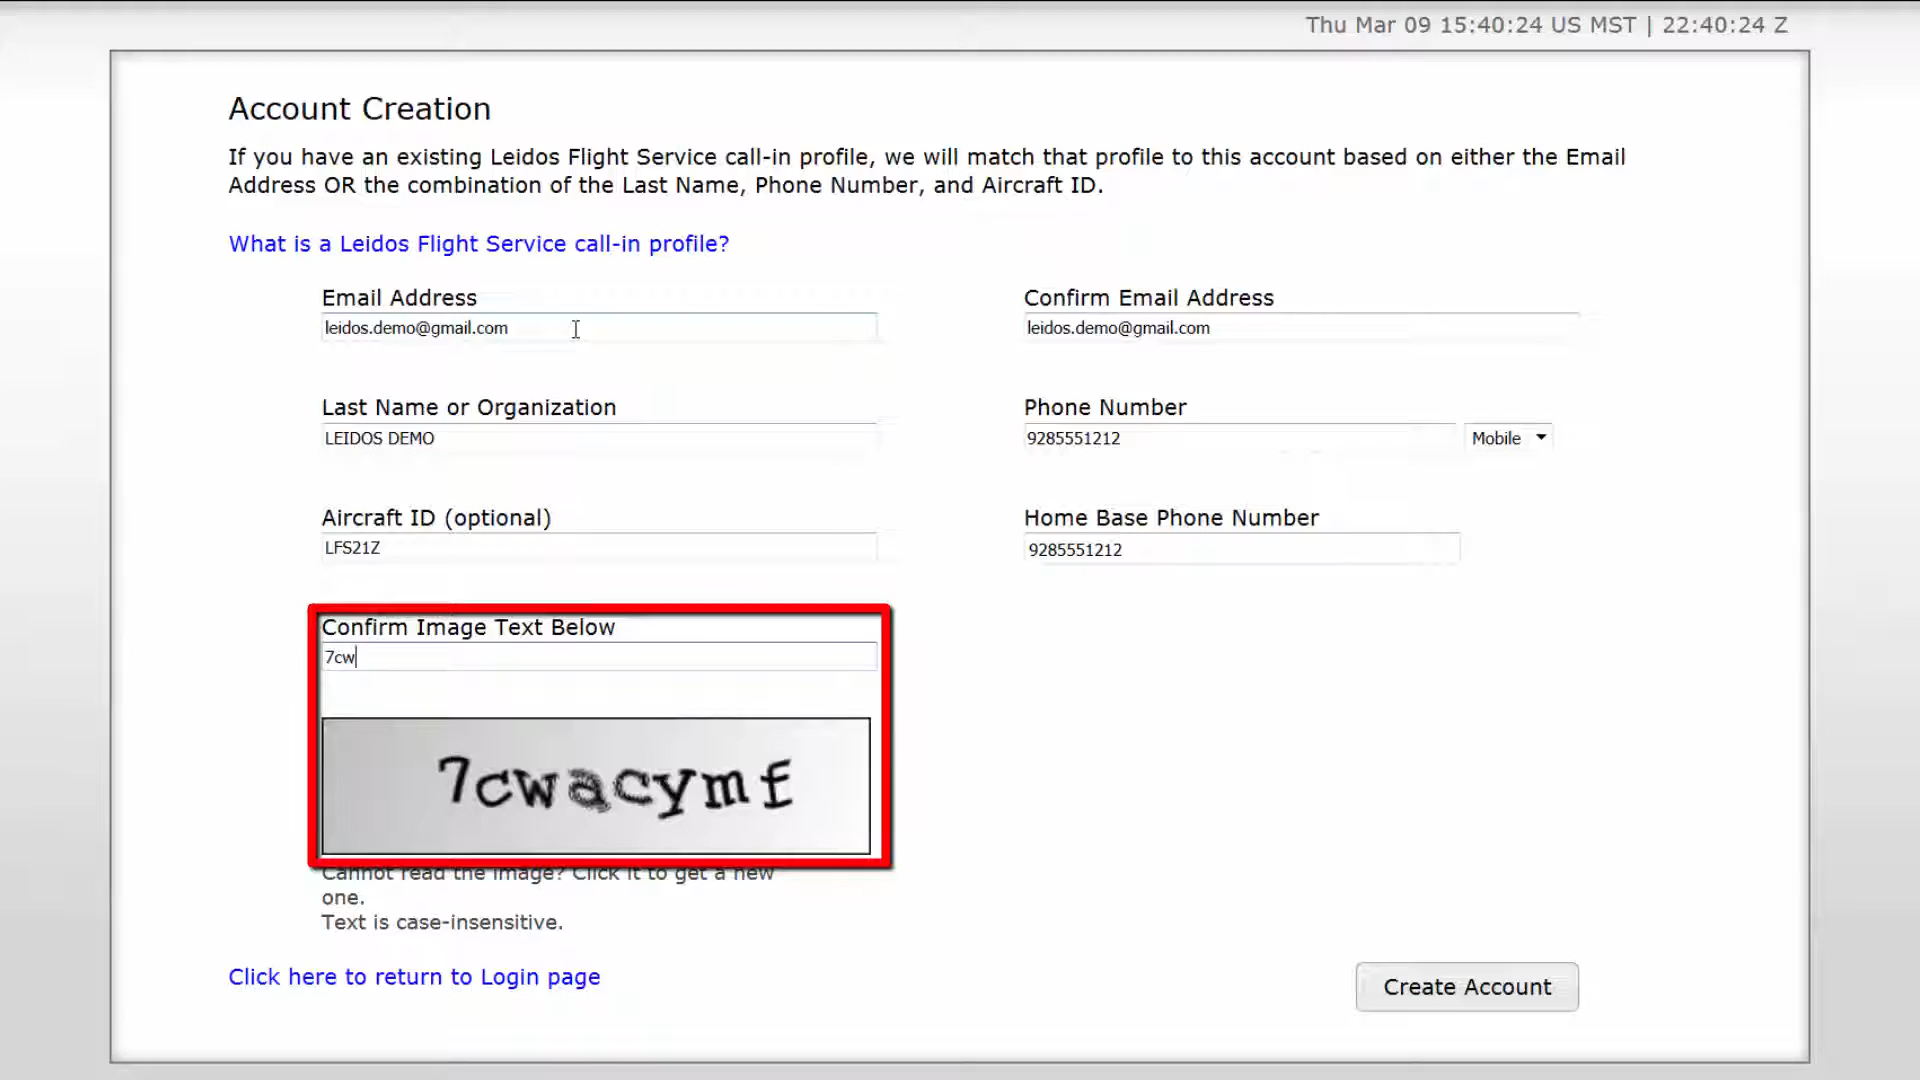 Thu Mar 09 15:40:24 US MST | 22:40:24 Z
Account Creation
If you have an existing Leidos Flight Service call-in profile, we will match that profile to this account based on either the Email
Address OR the combination of the Last Name, Phone Number, and Aircraft ID.
What is a Leidos Flight Service call-in profile?
Email Address
leidos.demo@gmail.com
Confirm Email Address
leidos.demo@gmail.com
Last Name or Organization
LEIDOS DEMO
Phone Number
9285551212
Mobile
Aircraft ID (optional)
LFS21Z
Home Base Phone Number
9285551212
Confirm Image Text Below
7cw
7cwacymf
Cannot read the image? Click it to get a new
one.
Text is case-insensitive.
Click here to return to Login page
Create Account